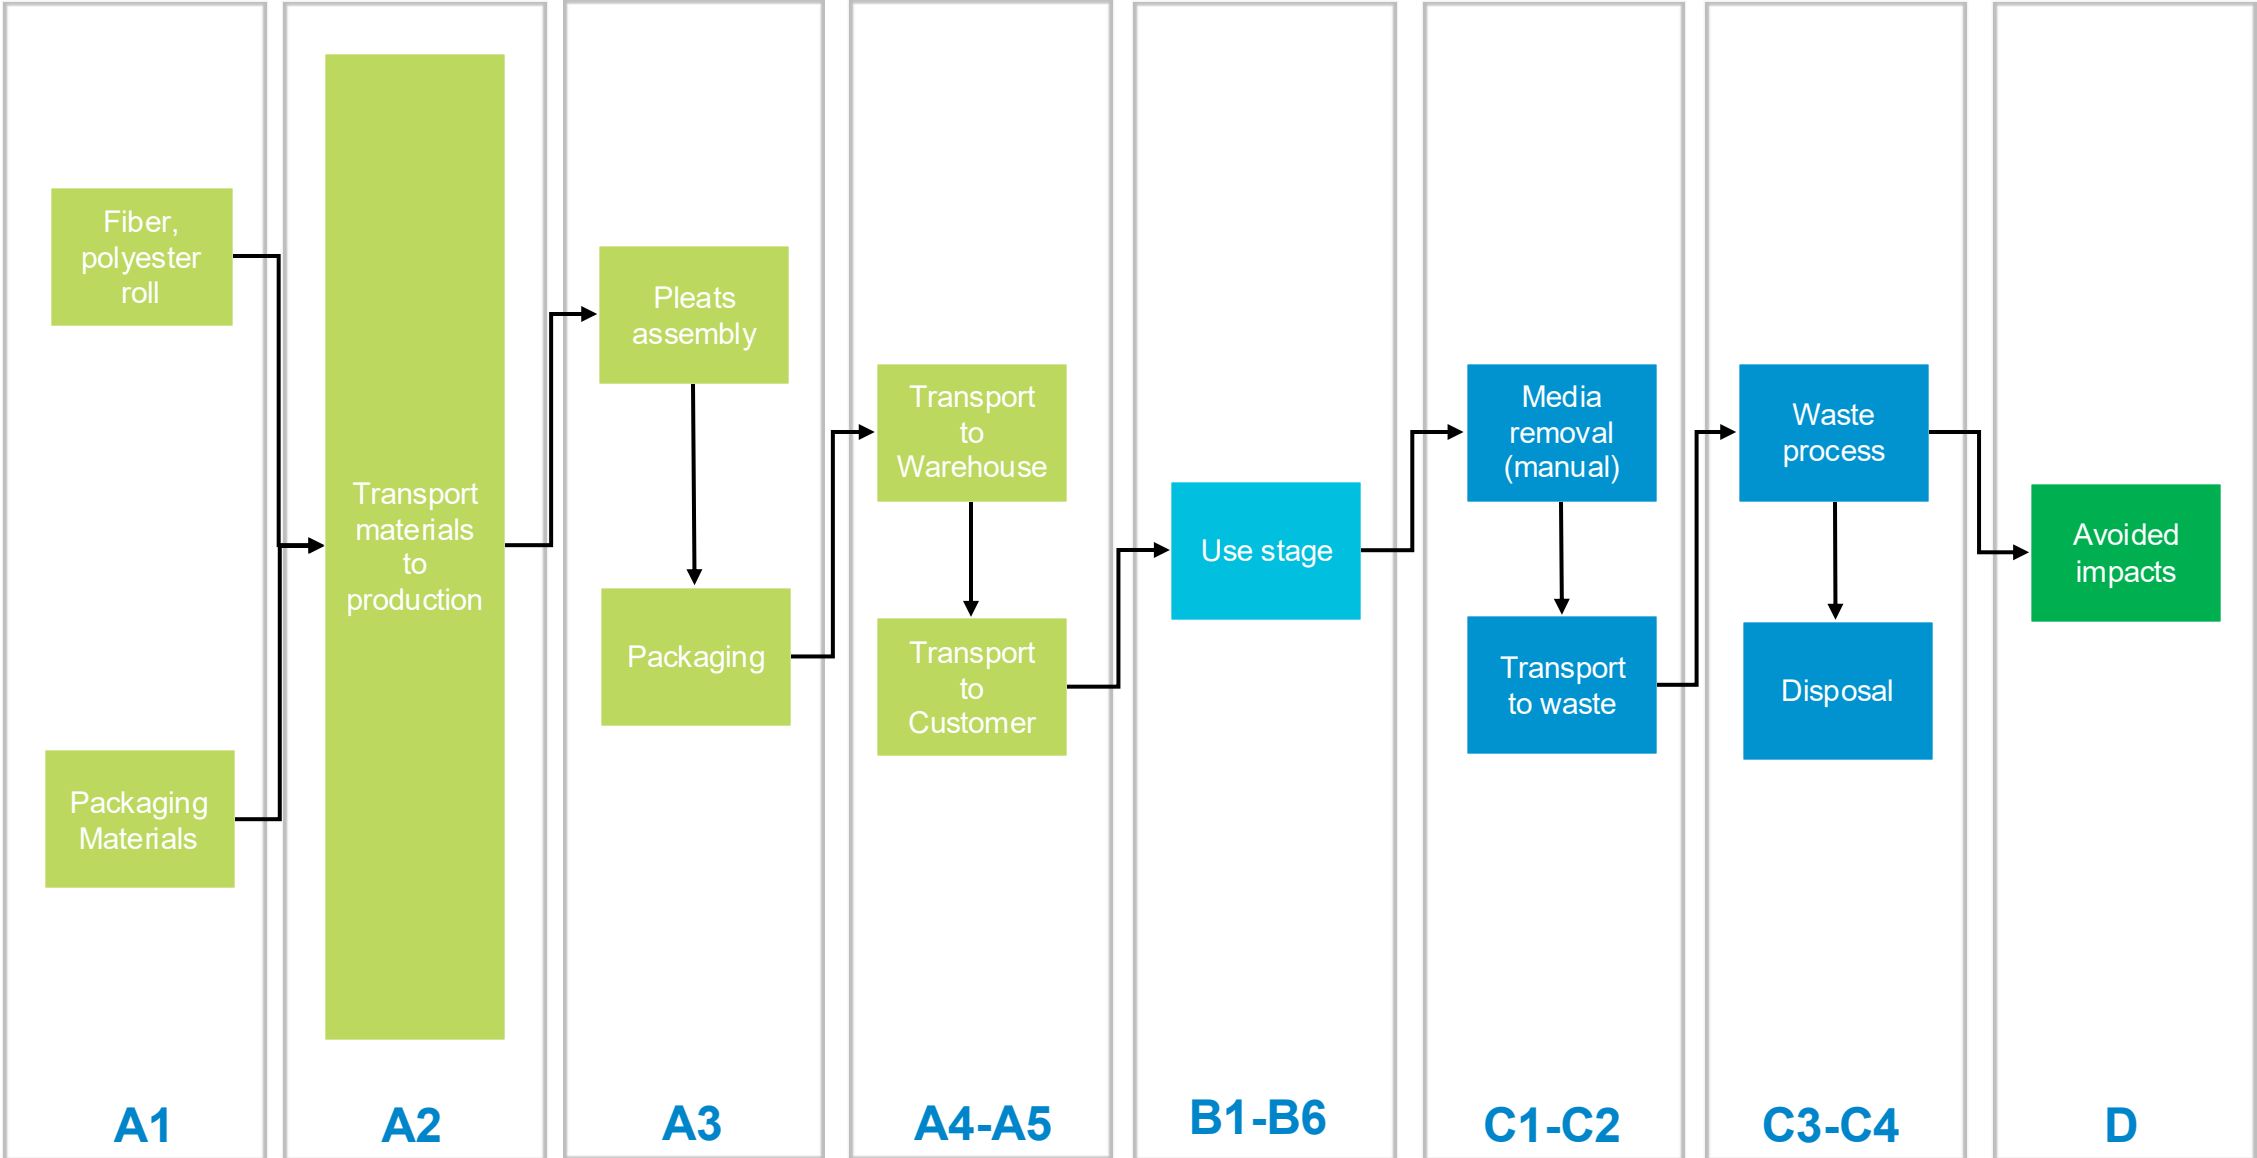 Fiber,
polyester
roll
Packaging
Materials
Transport
materials
to
production
Pleats
assembly
Packaging
Transport
to
Warehouse
Transport
to
Customer
Use stage
Media
removal
(manual)
Transport
to waste
Waste
process
Disposal
Avoided
impacts
A1
A2
A3
A4-A5
B1-B6
C1-C2
C3-C4
D